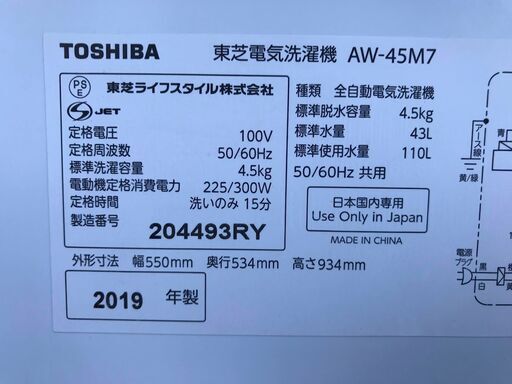 TOSHIBA 東芝電気洗濯機 AW-45M7
PSE 東芝ライフスタイル株式会社
S JET
定格電圧 100V
定格周波数 50/60Hz
標準洗濯容量 4.5kg
電動機定格消費電力 225/300W
定格時間 洗いのみ 15分
製造番号 204493RY
種類 全自動電気洗濯機
標準脱水容量 4.5kg
標準水量 43L
標準使用水量 110L
50/60Hz 共用
日本国内専用
Use Only in Japan
MADE IN CHINA
外形寸法 幅550mm 奥行534mm 高さ934mm
2019 年製
アース線
黄/緑
青
電源プラグ
黒
白